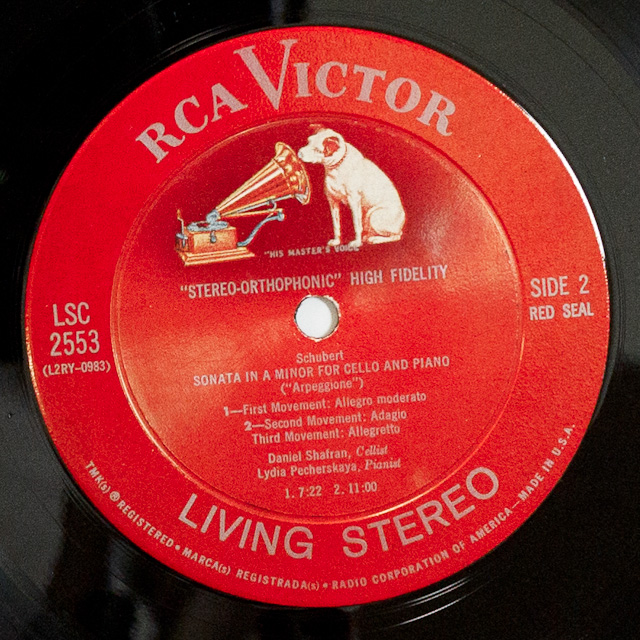 RCA VICTOR
"HIS MASTER'S VOICE"
"STEREO-ORTHOPHONIC" HIGH FIDELITY
LSC
2553
(L2RY-0983)
SIDE 2
RED SEAL
Schubert
SONATA IN A MINOR FOR CELLO AND PIANO
("Arpeggione")
1—First Movement: Allegro moderato
2—Second Movement: Adagio
Third Movement: Allegretto
Daniel Shafran, Cellist
Lydia Pecherskaya, Pianist
1. 7:22 2. 11:00
LIVING STEREO
TMK(s) ® REGISTERED • MARCA(s) REGISTRADA(s) • RADIO CORPORATION OF AMERICA—MADE IN U.S.A.